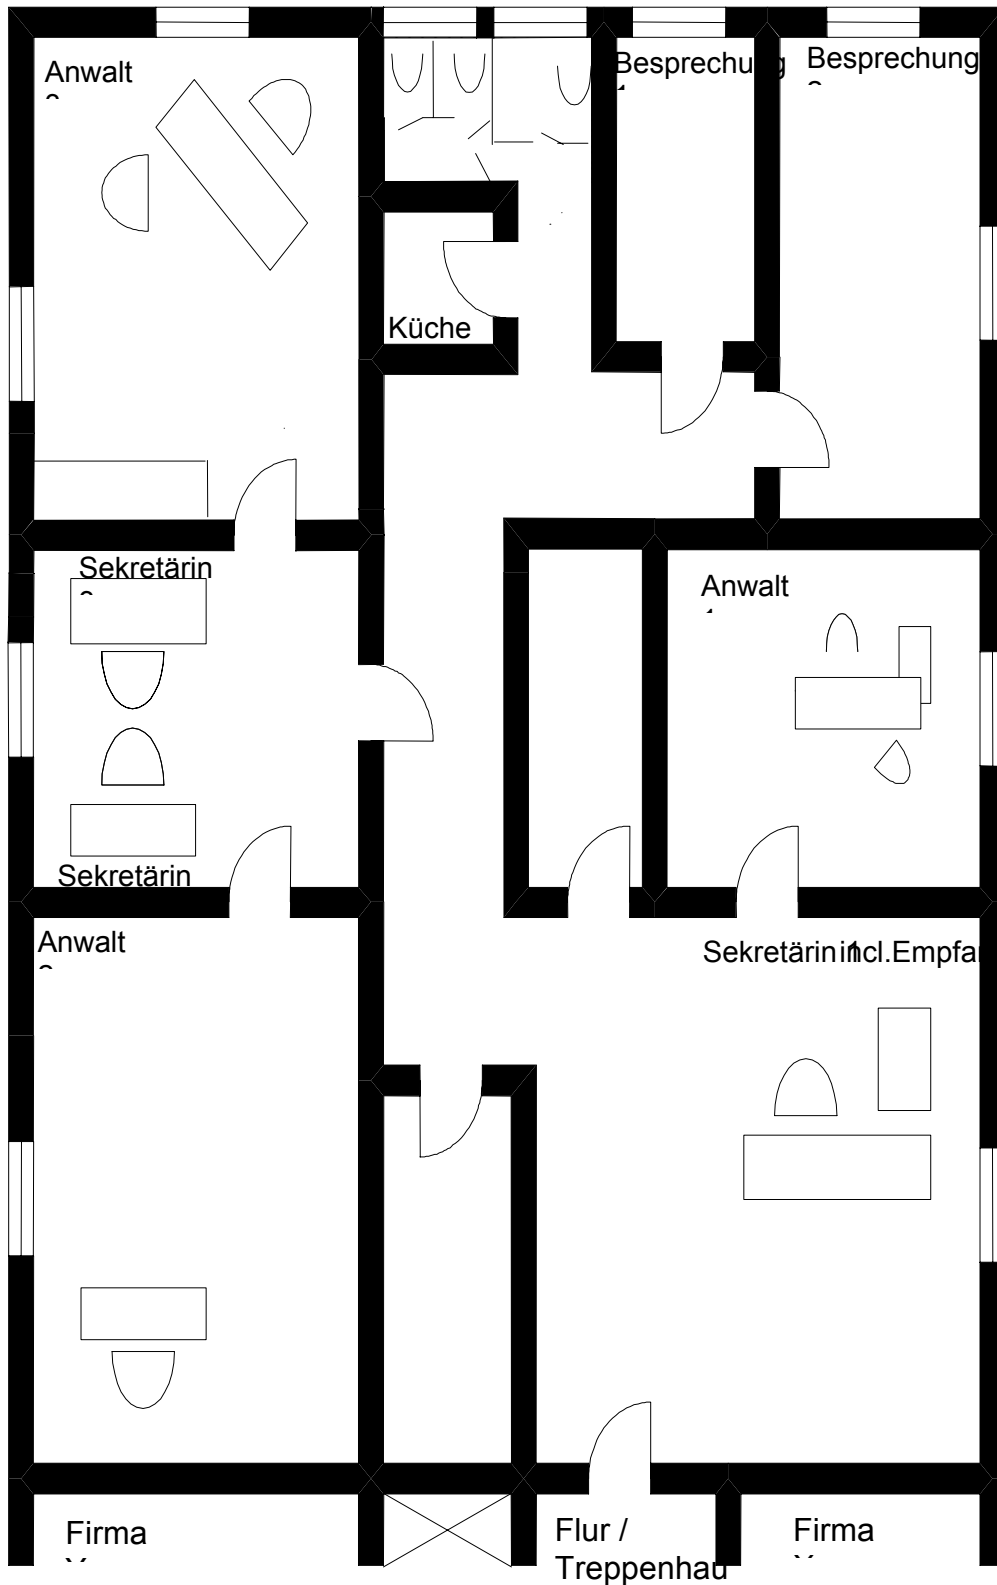 Anwalt
Besprechung
Besprechung
Küche
Sekretärin
Anwalt
Sekretärin
Anwalt
Sekretärin incl.Empfa
Firma
Flur /
Treppenhau
Firma